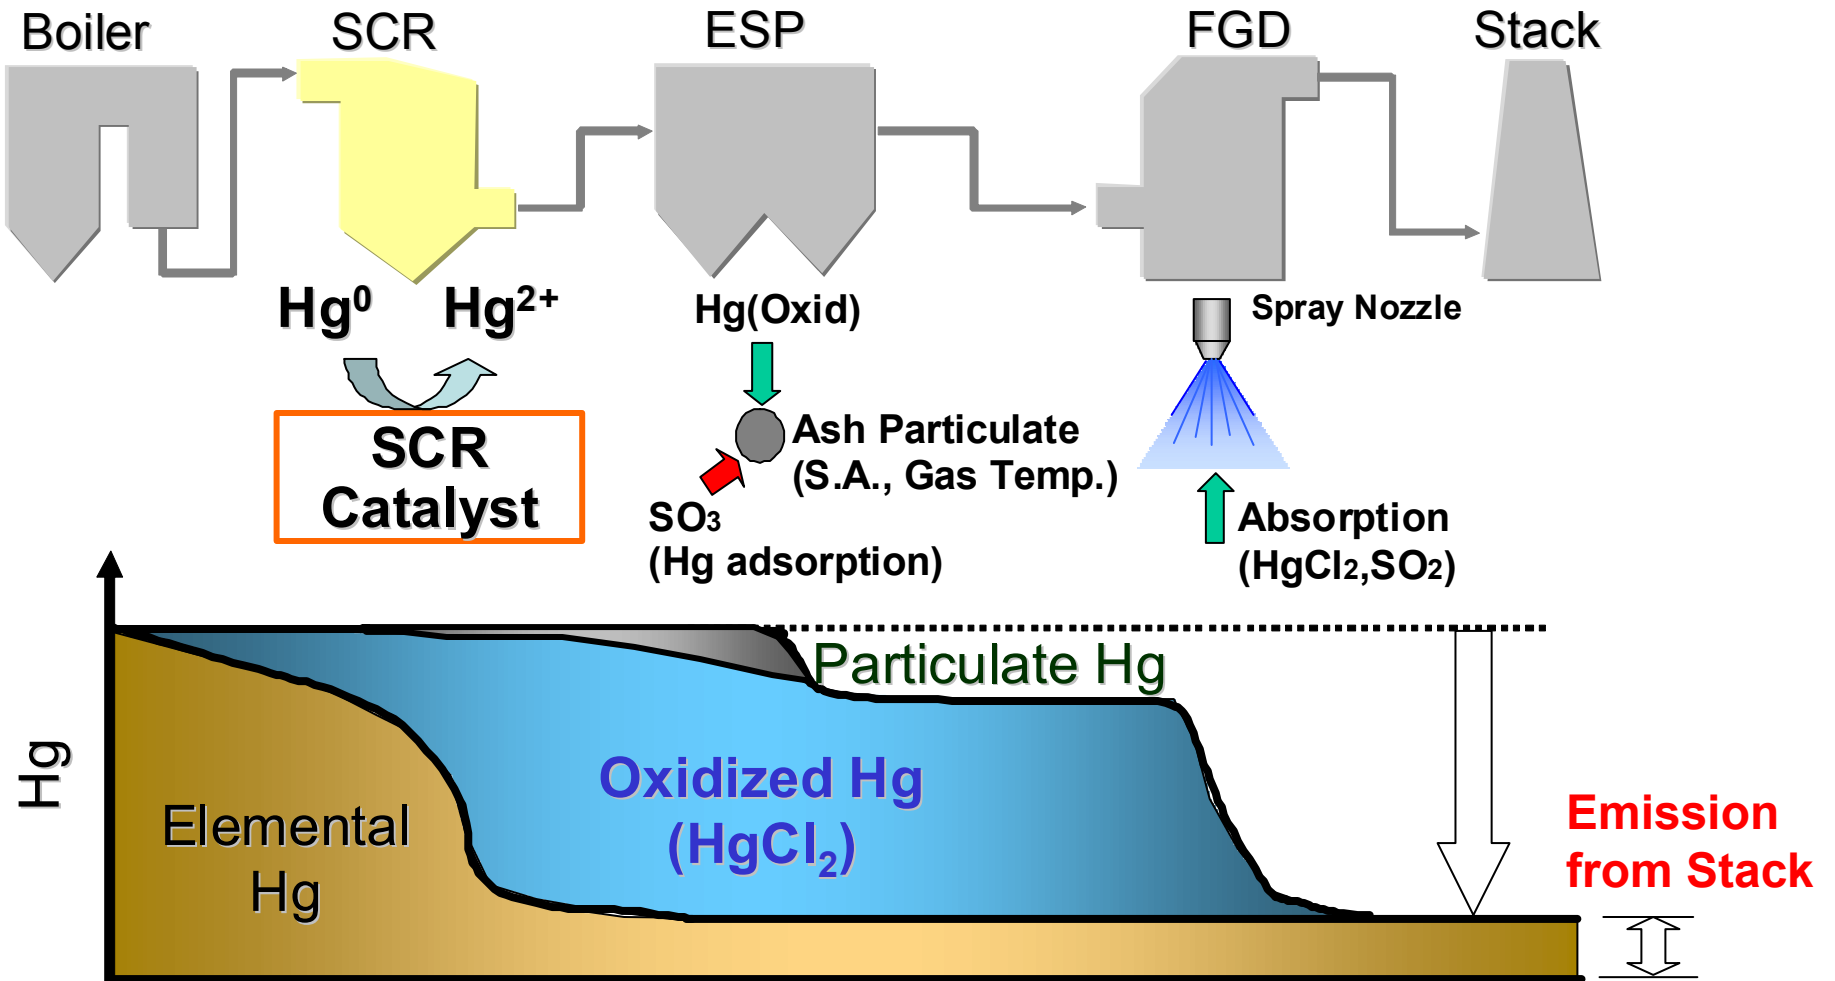 Boiler
SCR
ESP
FGD
Stack
Hg⁰
Hg²⁺
SCR
Catalyst
Hg(Oxid)
Ash Particulate
(S.A., Gas Temp.)
SO₃
(Hg adsorption)
Spray Nozzle
Absorption
(HgCl₂,SO₂)
Hg
Particulate Hg
Oxidized Hg
(HgCl₂)
Elemental
Hg
Emission
from Stack